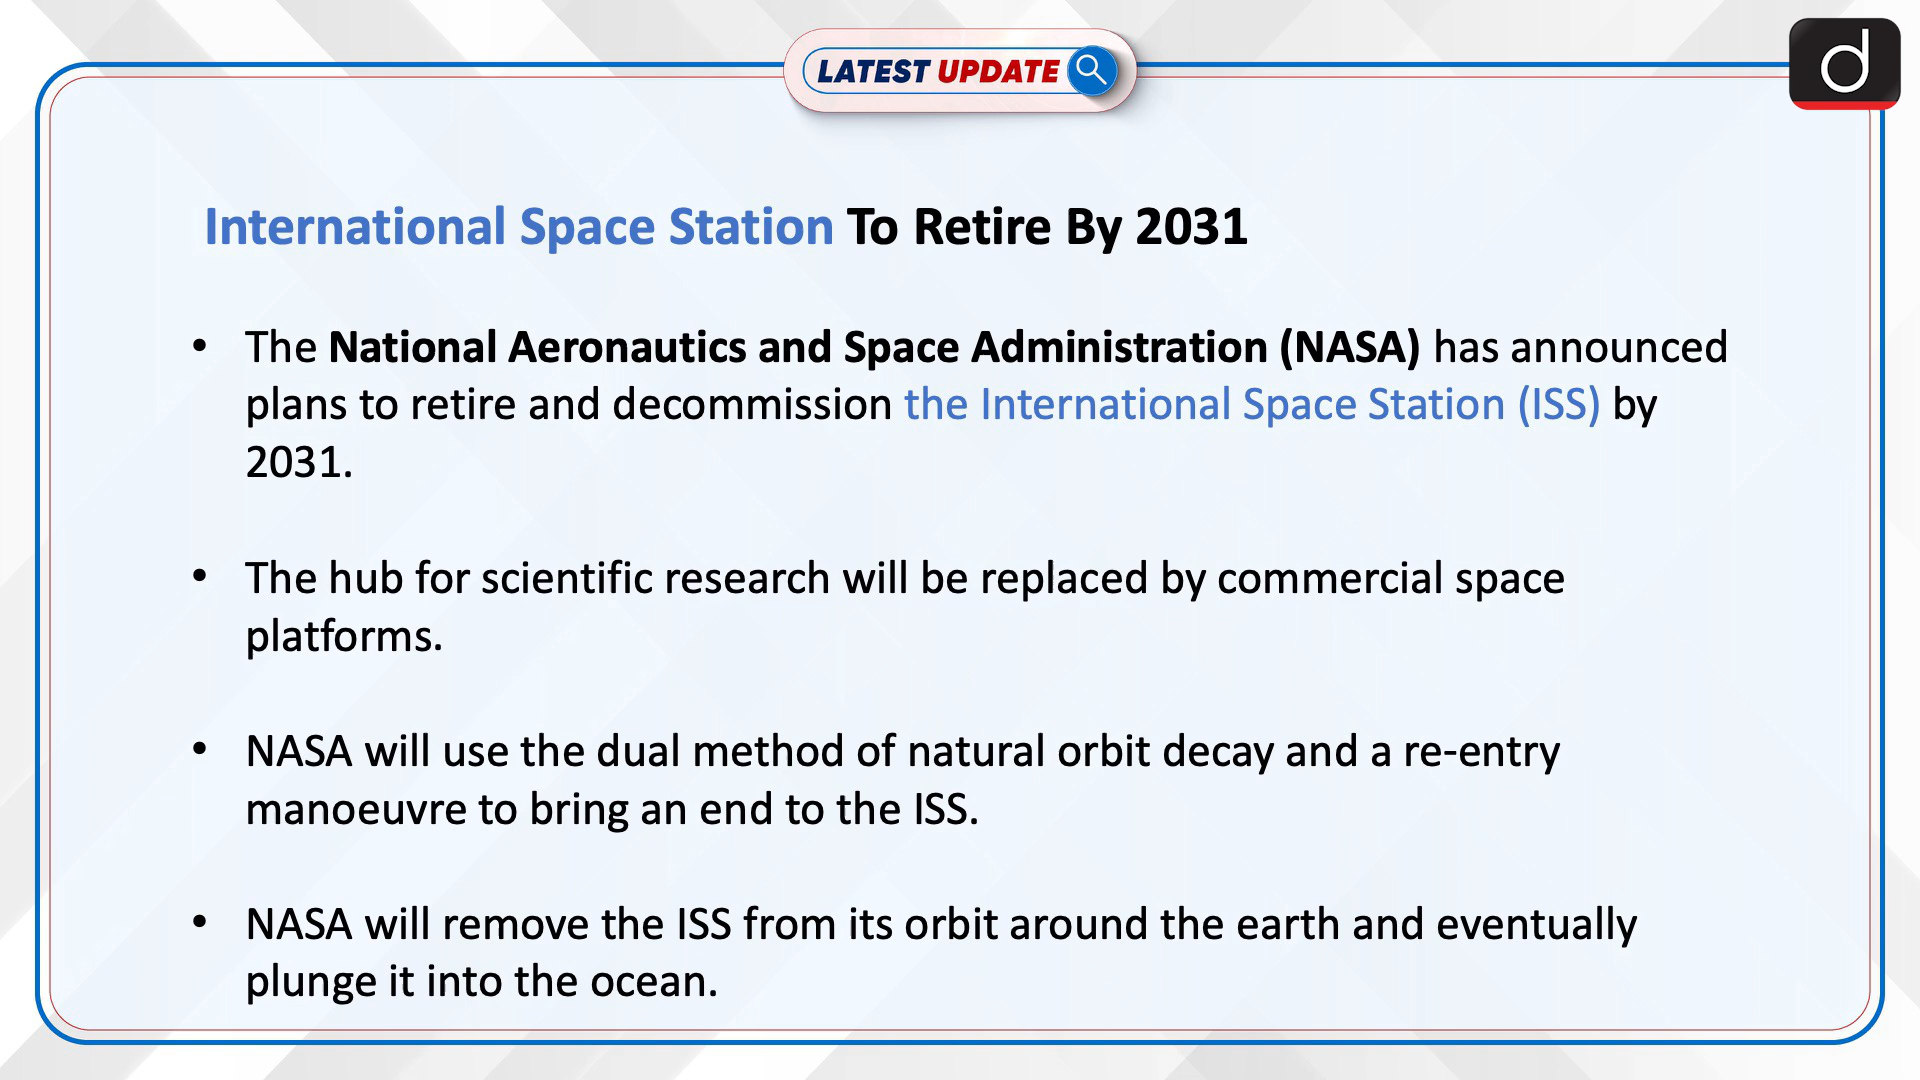 LATEST UPDATE
d
International Space Station To Retire By 2031
• The National Aeronautics and Space Administration (NASA) has announced
plans to retire and decommission the International Space Station (ISS) by
2031.
• The hub for scientific research will be replaced by commercial space
platforms.
• NASA will use the dual method of natural orbit decay and a re-entry
manoeuvre to bring an end to the ISS.
• NASA will remove the ISS from its orbit around the earth and eventually
plunge it into the ocean.